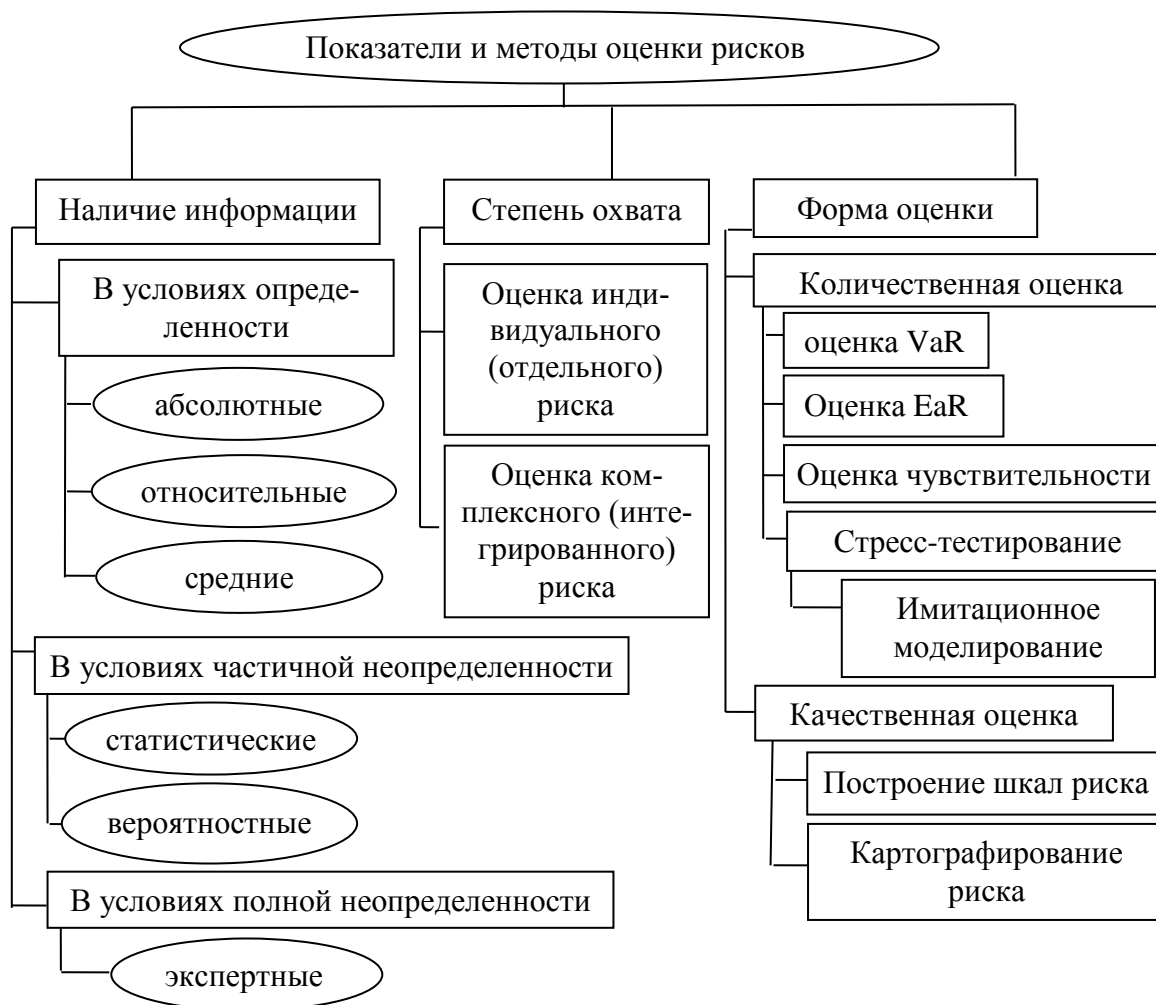 Показатели и методы оценки рисков
Наличие информации
В условиях опреде-
ленности
абсолютные
относительные
средние
В условиях частичной неопределенности
статистические
вероятностные
В условиях полной неопределенности
экспертные
Степень охвата
Оценка инди-
видуального
(отдельного)
риска
Оценка ком-
плексного (инте-
грированного)
риска
Форма оценки
Количественная оценка
оценка VaR
Оценка EaR
Оценка чувствительности
Стресс-тестирование
Имитационное
моделирование
Качественная оценка
Построение шкал риска
Картографирование
риска